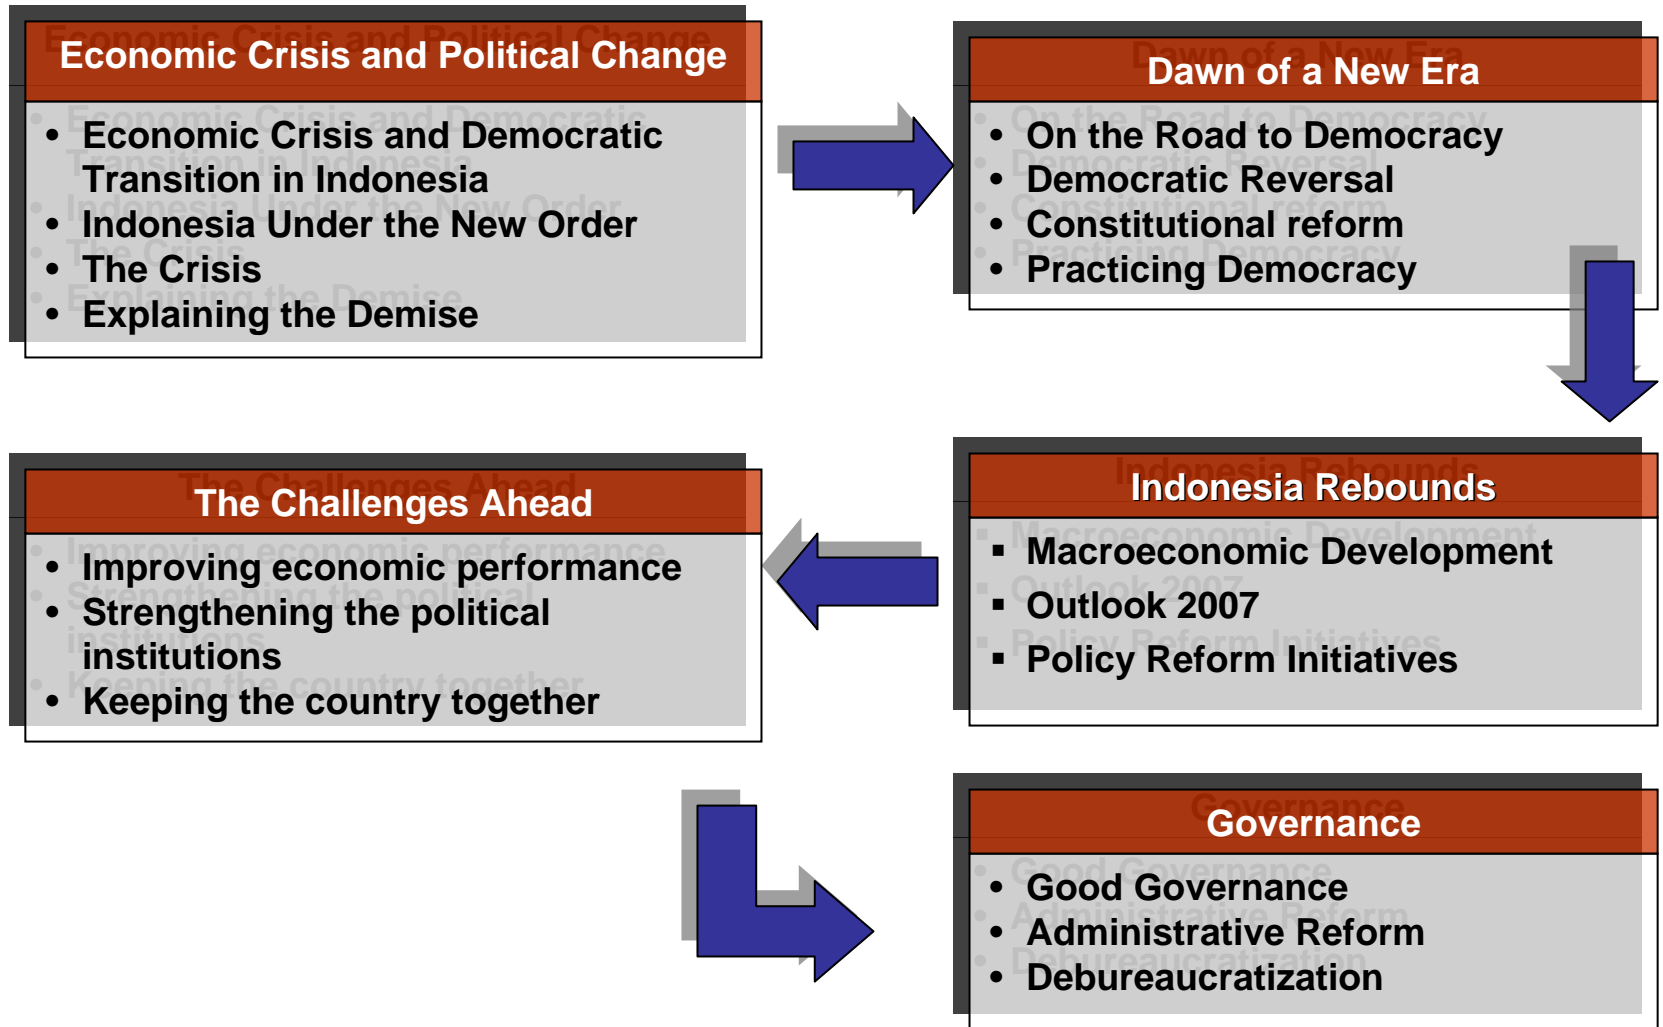 Economic Crisis and Political Change
• Economic Crisis and Democratic
Transition in Indonesia
• Indonesia Under the New Order
• The Crisis
• Explaining the Demise
Dawn of a New Era
• On the Road to Democracy
• Democratic Reversal
• Constitutional reform
• Practicing Democracy
Indonesia Rebounds
▪ Macroeconomic Development
▪ Outlook 2007
▪ Policy Reform Initiatives
The Challenges Ahead
• Improving economic performance
• Strengthening the political
institutions
• Keeping the country together
Governance
• Good Governance
• Administrative Reform
• Debureaucratization